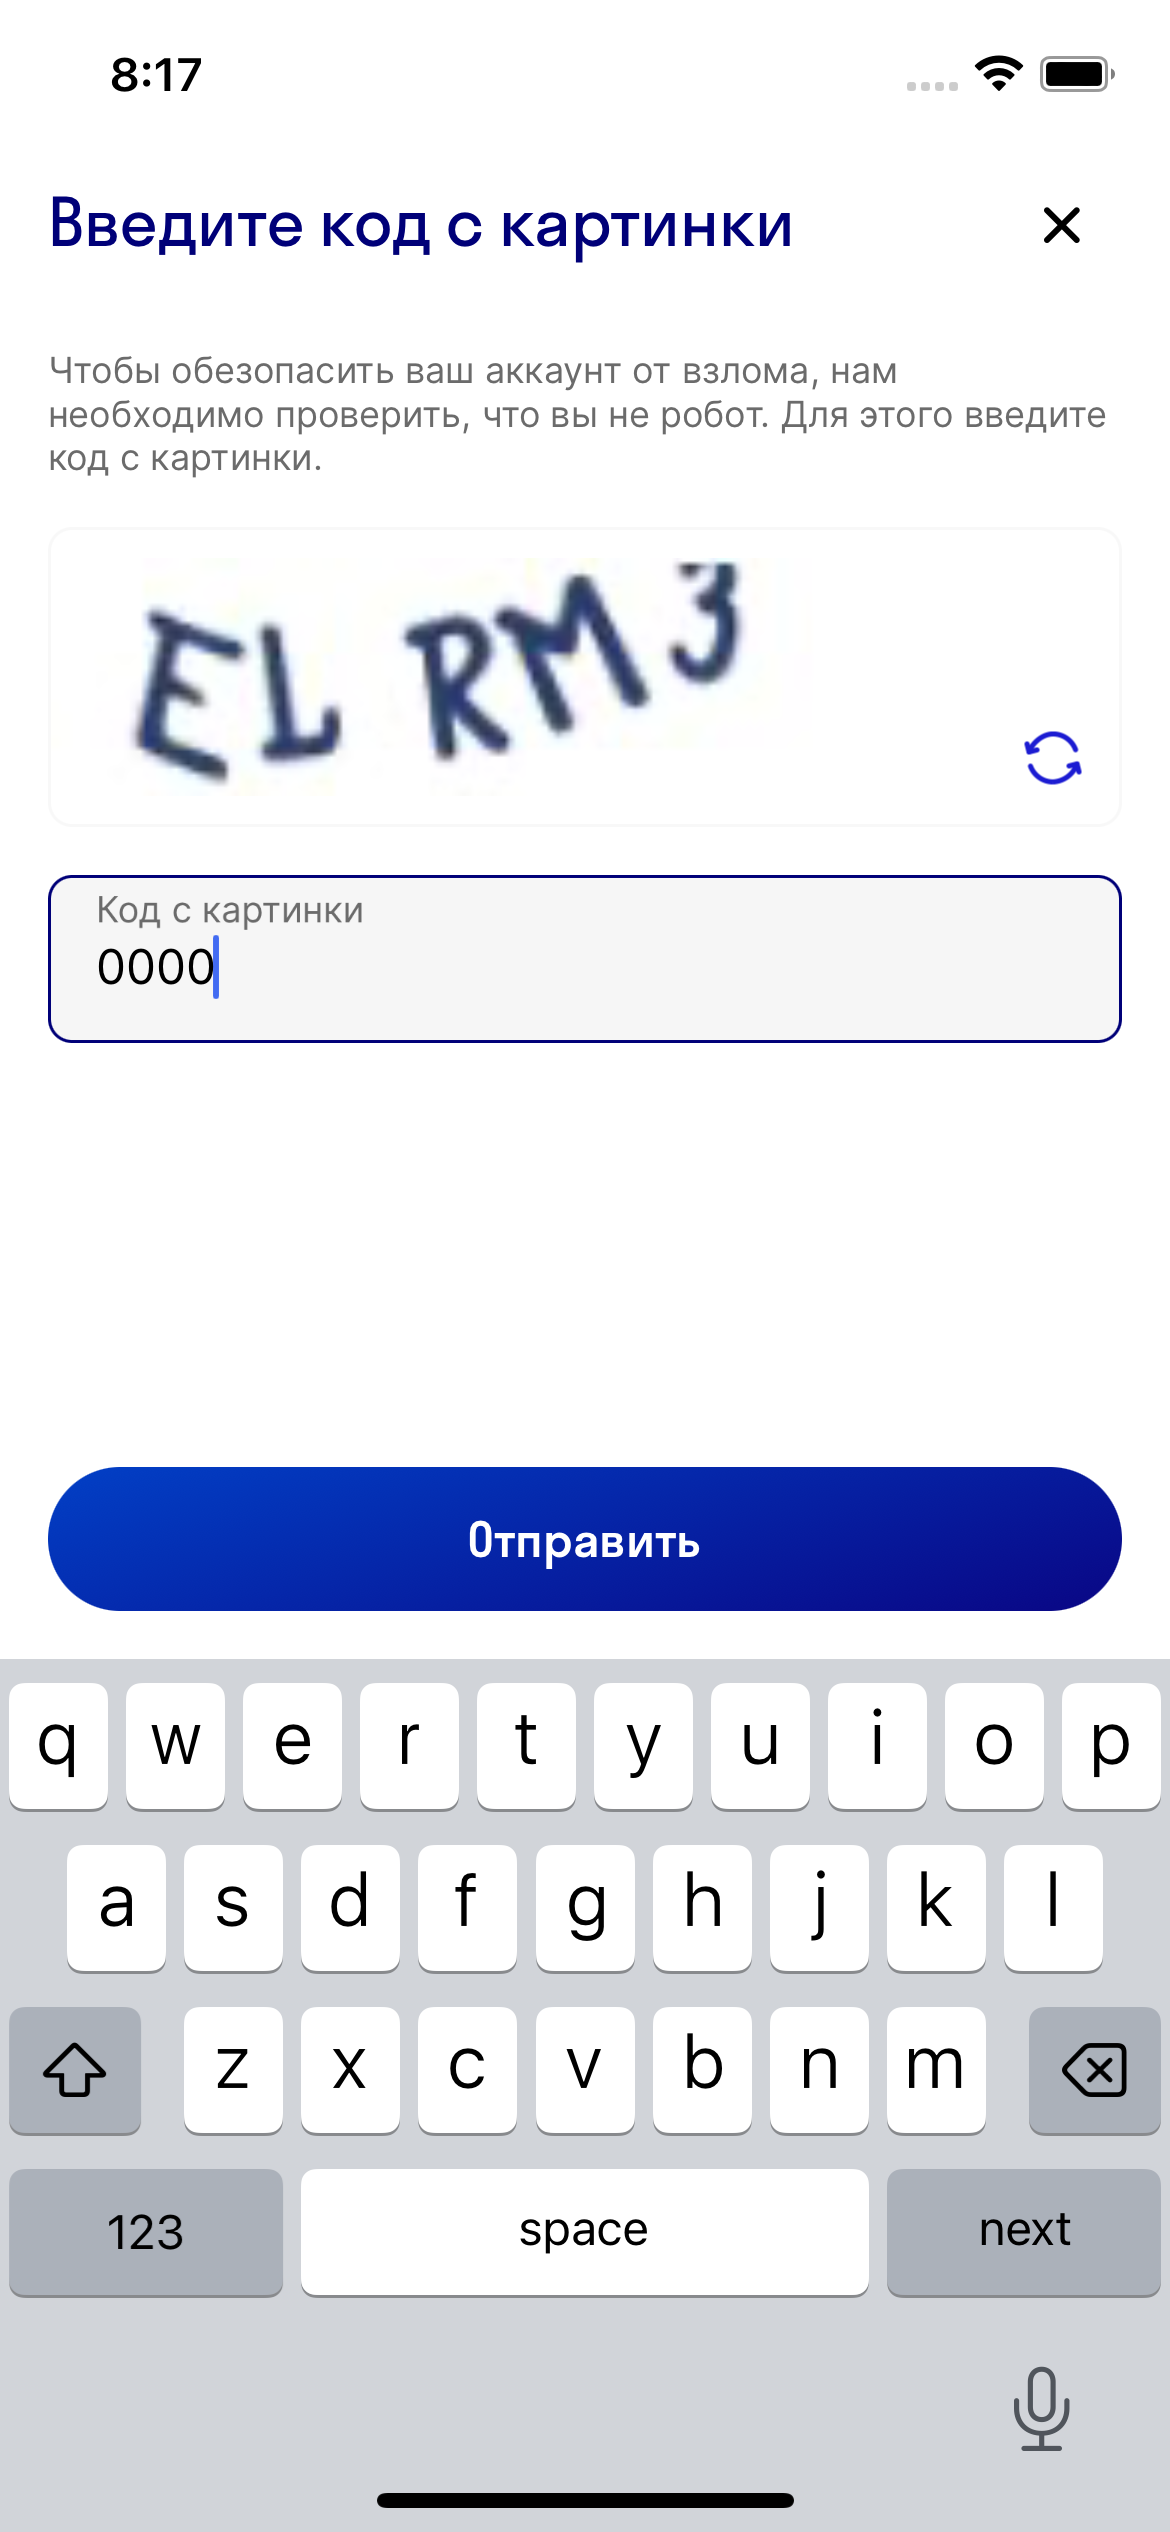 8:17
Введите код с картинки
Чтобы обезопасить ваш аккаунт от взлома, нам
необходимо проверить, что вы не робот. Для этого введите
код с картинки.
EL RM3
Код с картинки
0000
Отправить
q w e r t y u i o p
a s d f g h j k l
z x c v b n m
123 space next